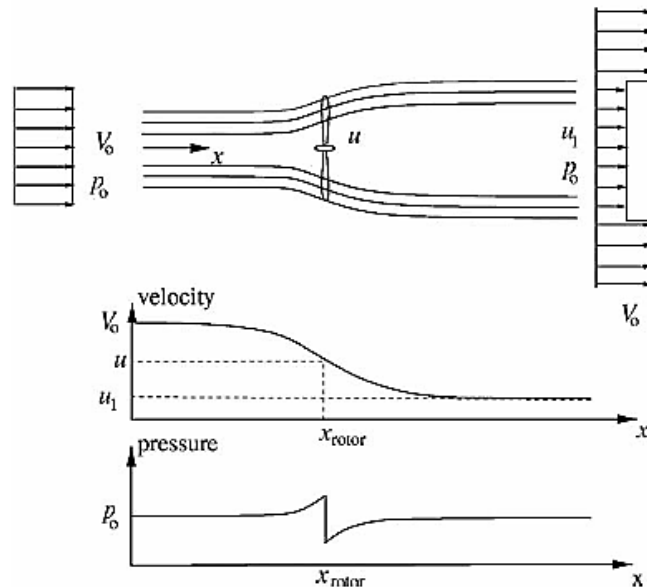 V₀
x
p₀
u
u₁
p₀
V₀
velocity
V₀
u
u₁
x_rotor
x
pressure
p₀
x_rotor
x